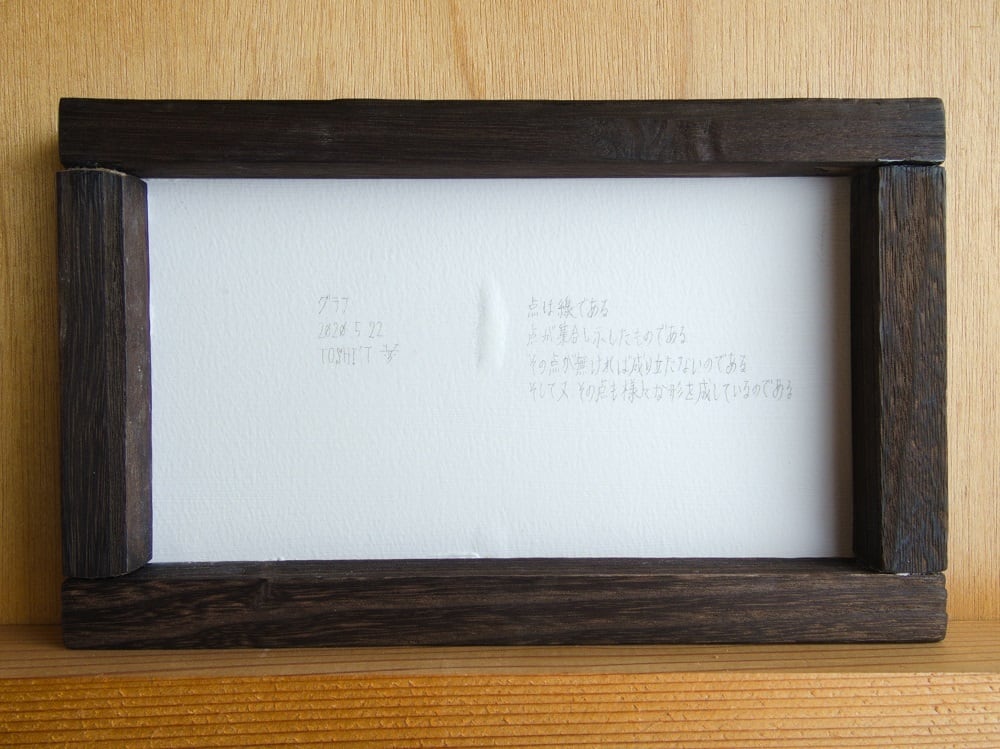 グラフ
2020 5 22
TOSHI'T
点は線である
点が集合し示したものである
その点が無ければ成り立たないのである
そして又 その点も様々な形を成しているのである